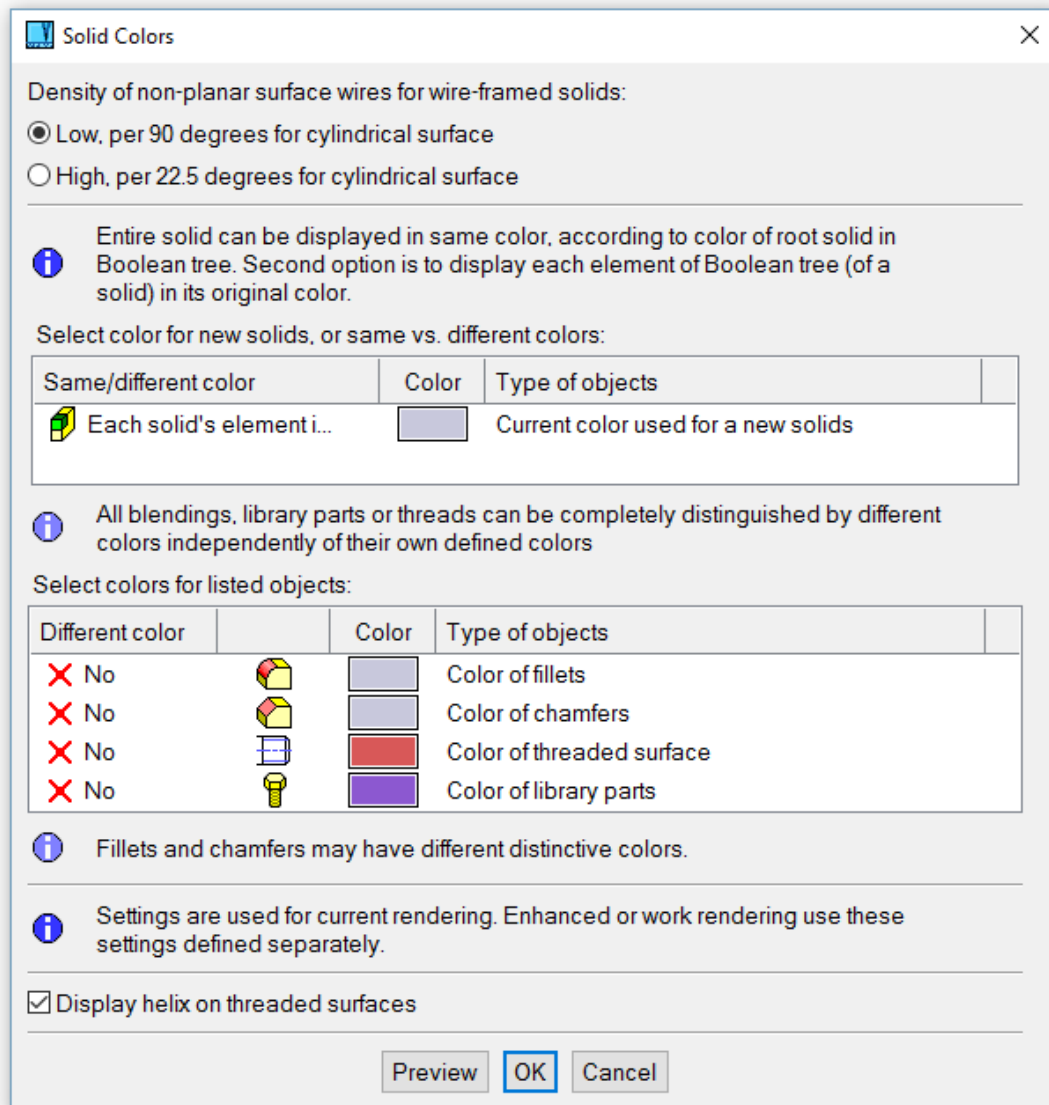 Solid Colors
Density of non-planar surface wires for wire-framed solids:
Low, per 90 degrees for cylindrical surface
High, per 22.5 degrees for cylindrical surface
Entire solid can be displayed in same color, according to color of root solid in
Boolean tree. Second option is to display each element of Boolean tree (of a
solid) in its original color.
Select color for new solids, or same vs. different colors:
Same/different color Color Type of objects
Each solid's element i... Current color used for a new solids
All blendings, library parts or threads can be completely distinguished by different
colors independently of their own defined colors
Select colors for listed objects:
Different color Color Type of objects
No Color of fillets
No Color of chamfers
No Color of threaded surface
No Color of library parts
Fillets and chamfers may have different distinctive colors.
Settings are used for current rendering. Enhanced or work rendering use these
settings defined separately.
Display helix on threaded surfaces
Preview OK Cancel